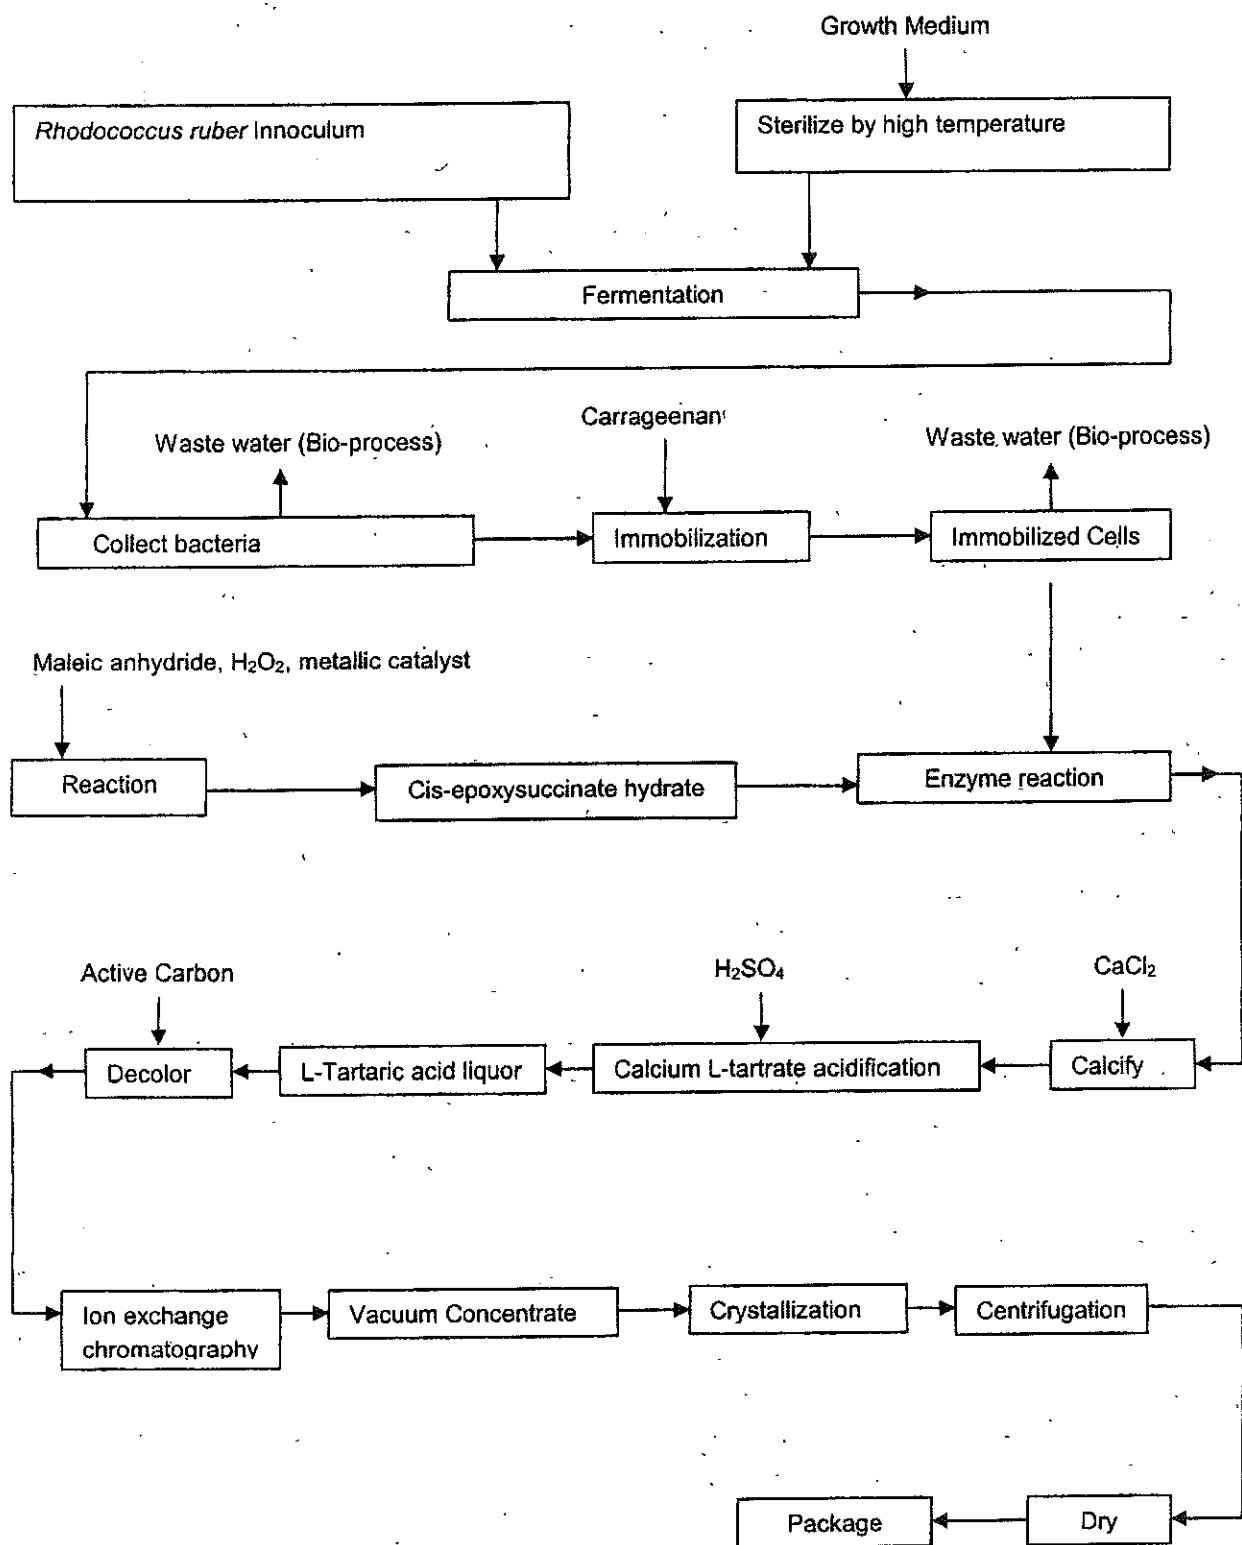 Growth Medium
Rhodococcus ruber Innoculum
Sterilize by high temperature
Fermentation
Carrageenan
Waste water (Bio-process)
Waste water (Bio-process)
Collect bacteria
Immobilization
Immobilized Cells
Maleic anhydride, H₂O₂, metallic catalyst
Reaction
Cis-epoxysuccinate hydrate
Enzyme reaction
Active Carbon
H₂SO₄
CaCl₂
Decolor
L-Tartaric acid liquor
Calcium L-tartrate acidification
Calcify
Ion exchange
chromatography
Vacuum Concentrate
Crystallization
Centrifugation
Package
Dry